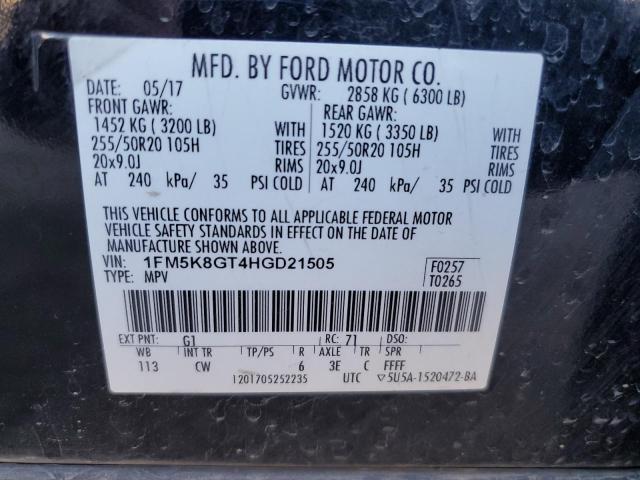 MFD. BY FORD MOTOR CO.
DATE: 05/17 GVWR: 2858 KG ( 6300 LB)
FRONT GAWR: REAR GAWR:
1452 KG ( 3200 LB) WITH 1520 KG ( 3350 LB) WITH
255/50R20 105H TIRES 255/50R20 105H TIRES
20x9.0J RIMS 20x9.0J RIMS
AT 240 kPa/ 35 PSI COLD AT 240 kPa/ 35 PSI COLD
THIS VEHICLE CONFORMS TO ALL APPLICABLE FEDERAL MOTOR
VEHICLE SAFETY STANDARDS IN EFFECT ON THE DATE OF
MANUFACTURE SHOWN ABOVE.
VIN: 1FM5K8GT4HGD21505 F0257
TYPE: MPV T0265
EXT PNT: G1 RC: 71 DSO:
WB INT TR TP/PS R AXLE TR SPR
113 CW 6 3E C FFFF
1201705252235 UTC ▽5U5A-1520472-BA